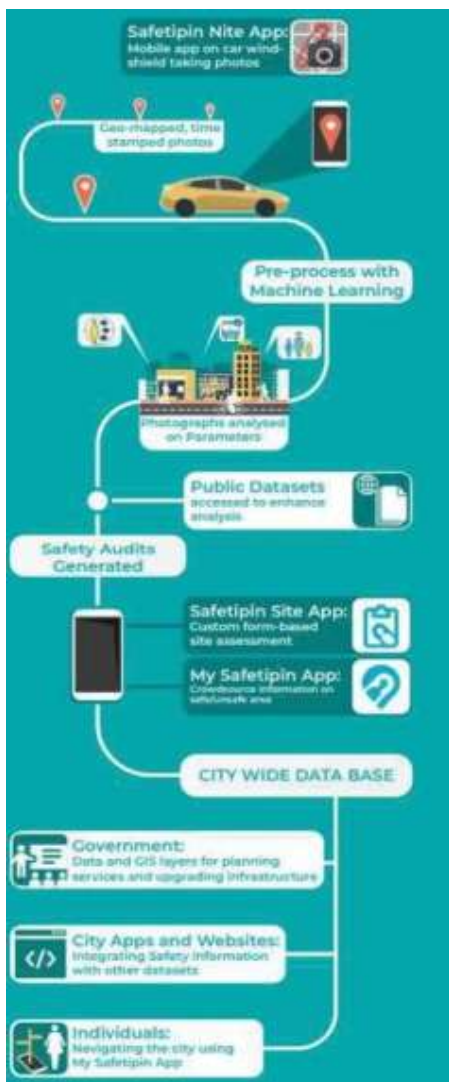 Safetipin Nite App:
Mobile app on car wind-
shield taking photos
Geo-mapped, time
stamped photos
Pre-process with
Machine Learning
Photographs analysed
on Parameters
Public Datasets
accessed to enhance
analysis
Safety Audits
Generated
Safetipin Site App:
Custom form-based
site assessment
My Safetipin App:
Crowdsource information on
safe/unsafe area
CITY WIDE DATA BASE
Government:
Data and GIS layers for planning
services and upgrading infrastructure
City Apps and Websites:
</>
Integrating Safety Information
with other datasets
Individuals:
Navigating the city using
My Safetipin App